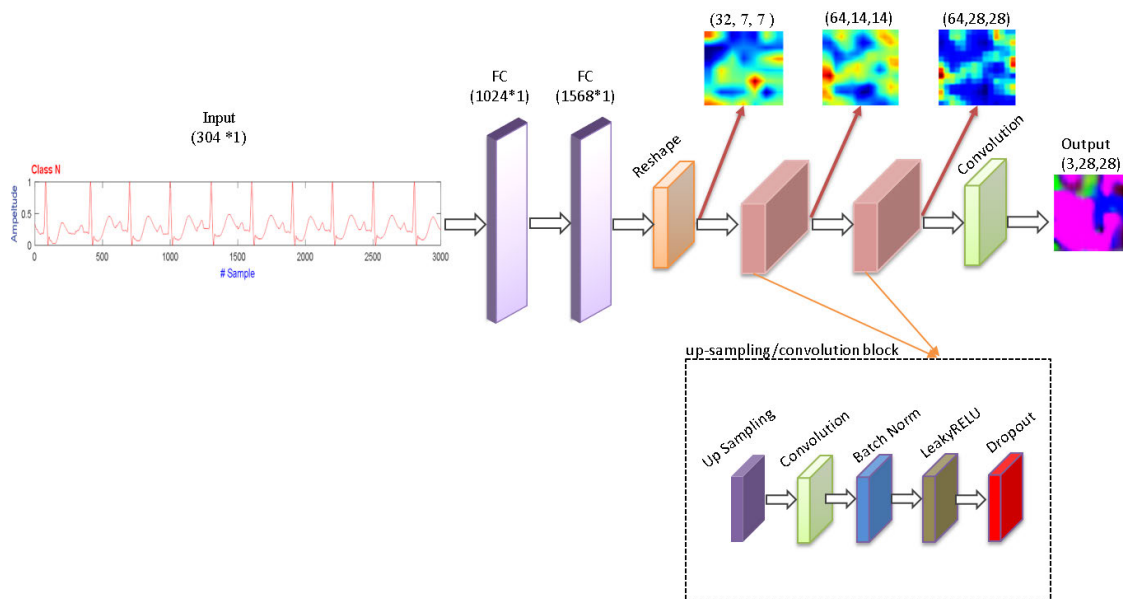 (32, 7, 7 )
(64,14,14)
(64,28,28)
FC
(1024*1)
FC
(1568*1)
Input
(304 *1)
Reshape
Convolution
Output
(3,28,28)
Class N
1
0.5
0
Ampeltude
0
500
1000
1500
2000
2500
3000
# Sample
up-sampling/convolution block
Up Sampling
Convolution
Batch Norm
LeakyRELU
Dropout